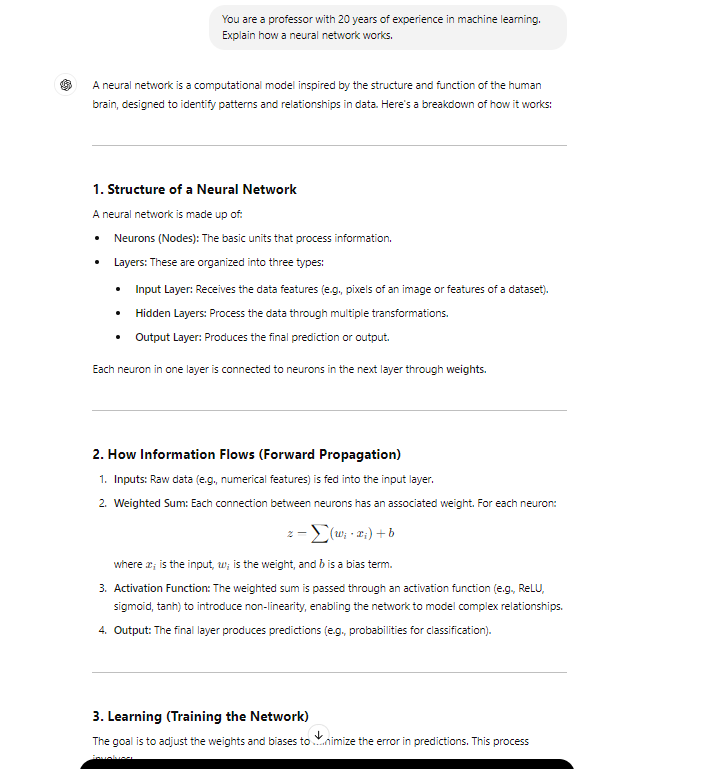 You are a professor with 20 years of experience in machine learning.
Explain how a neural network works.
A neural network is a computational model inspired by the structure and function of the human
brain, designed to identify patterns and relationships in data. Here's a breakdown of how it works:
1. Structure of a Neural Network
A neural network is made up of:
• Neurons (Nodes): The basic units that process information.
• Layers: These are organized into three types:
• Input Layer: Receives the data features (e.g., pixels of an image or features of a dataset).
• Hidden Layers: Process the data through multiple transformations.
• Output Layer: Produces the final prediction or output.
Each neuron in one layer is connected to neurons in the next layer through weights.
2. How Information Flows (Forward Propagation)
1. Inputs: Raw data (e.g., numerical features) is fed into the input layer.
2. Weighted Sum: Each connection between neurons has an associated weight. For each neuron:
z = ∑(wᵢ · xᵢ) + b
where xᵢ is the input, wᵢ is the weight, and b is a bias term.
3. Activation Function: The weighted sum is passed through an activation function (e.g., ReLU,
sigmoid, tanh) to introduce non-linearity, enabling the network to model complex relationships.
4. Output: The final layer produces predictions (e.g., probabilities for classification).
3. Learning (Training the Network)
The goal is to adjust the weights and biases to the error in predictions. This process